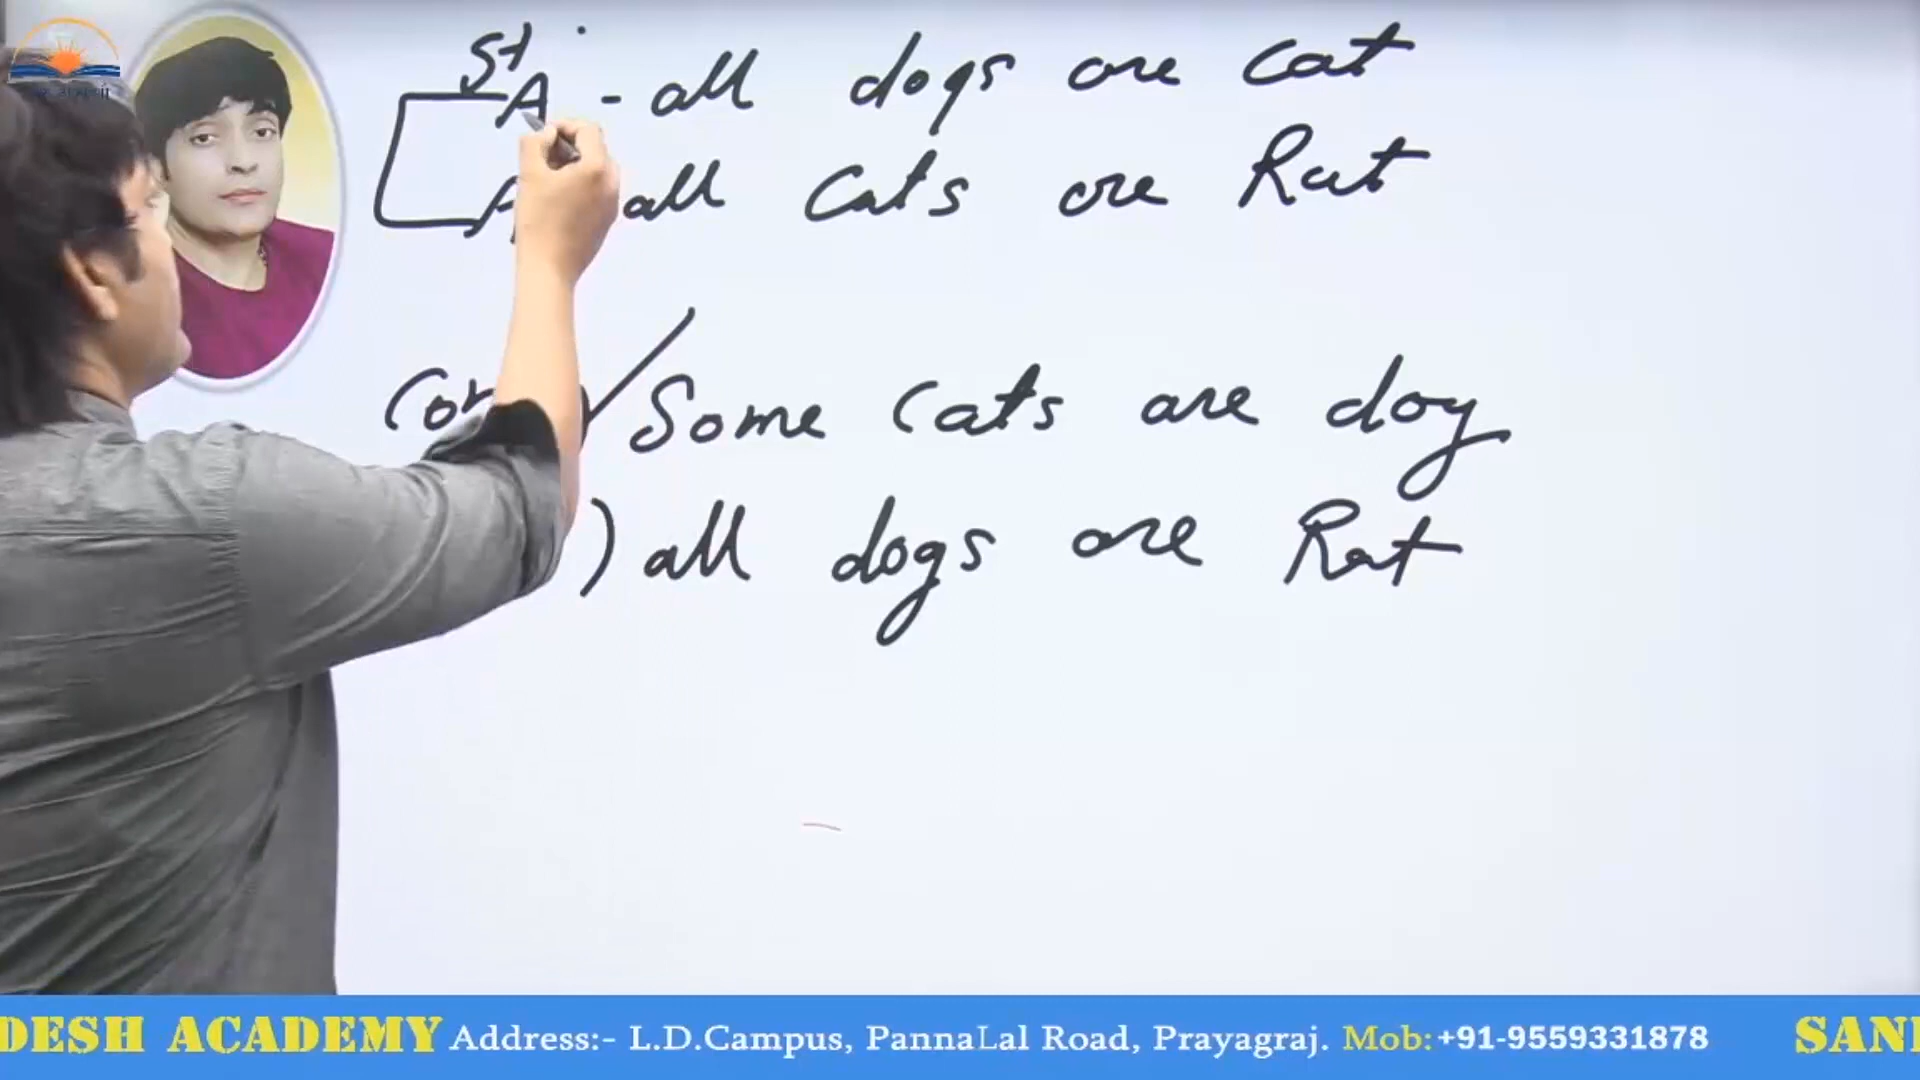 St A - all dogs are cat
A all Cats are Rat
Con Some Cats are dog
) all dogs are Rat
DESH ACADEMY Address:- L.D.Campus, PannaLal Road, Prayagraj. Mob:+91-9559331878 SAN